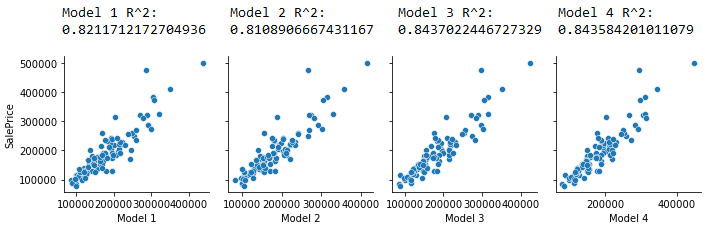 Model 1 R^2: Model 2 R^2: Model 3 R^2: Model 4 R^2:
0.8211712172704936 0.8108906667431167 0.8437022446727329 0.843584201011079
500000
400000
300000
SalePrice
200000
100000
100000 200000 300000 400000 100000 200000 300000 400000 100000 200000 300000 400000 200000 400000
Model 1 Model 2 Model 3 Model 4